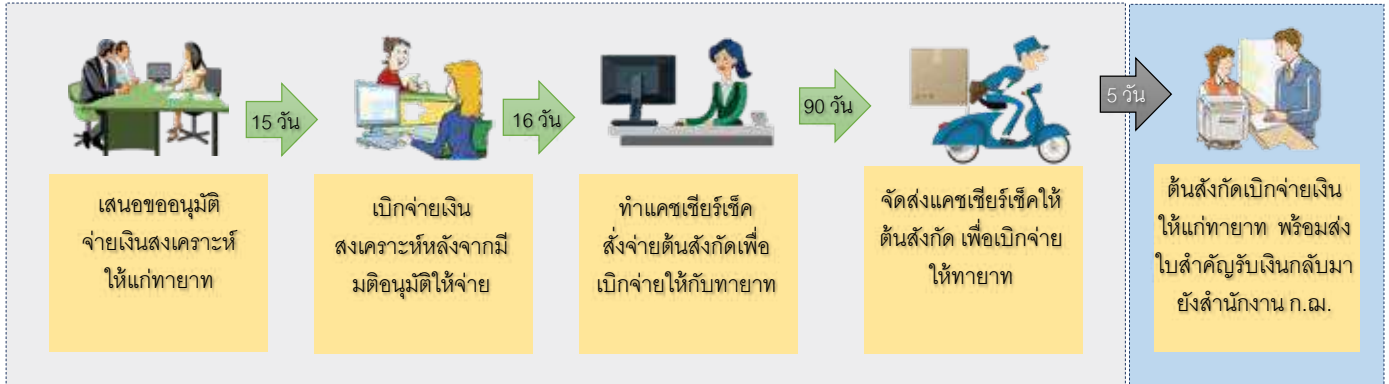 15 วัน
16 วัน
90 วัน
5 วัน
เสนอขออนุมัติ
จ่ายเงินสงเคราะห์
ให้แก่ทายาท
เบิกจ่ายเงิน
สงเคราะห์หลังจากมี
มติอนุมัติให้จ่าย
ทำแคชเชียร์เช็ค
สั่งจ่ายต้นสังกัดเพื่อ
เบิกจ่ายให้กับทายาท
จัดส่งแคชเชียร์เช็คให้
ต้นสังกัด เพื่อเบิกจ่าย
ให้ทายาท
ต้นสังกัดเบิกจ่ายเงิน
ให้แก่ทายาท พร้อมส่ง
ใบสำคัญรับเงินกลับมา
ยังสำนักงาน ก.ฌ.